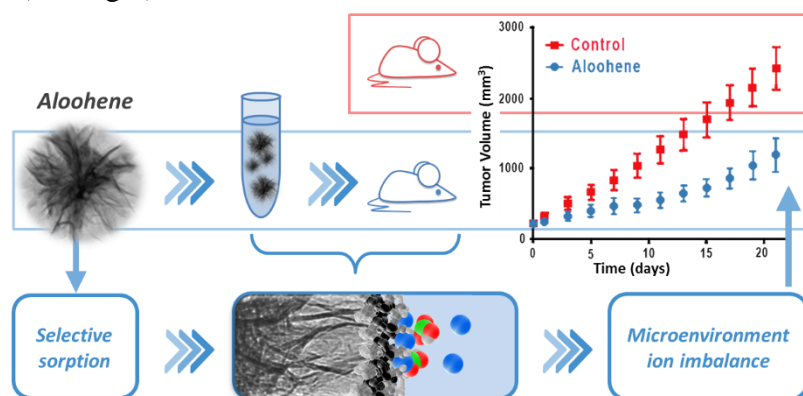 Control
Aloohene
Aloohene
Tumor Volume (mm³)
3000
2000
1000
0
0
5
10
15
20
Time (days)
Selective
sorption
Microenvironment
ion imbalance